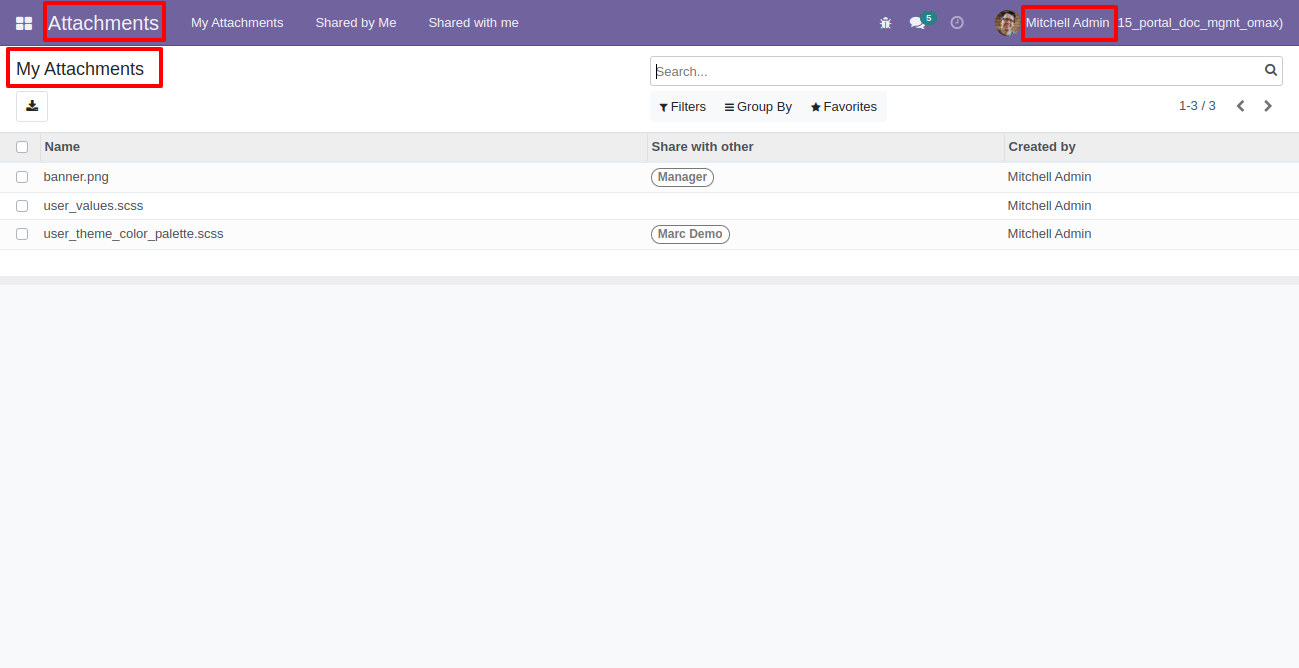 Attachments My Attachments Shared by Me Shared with me 5 Mitchell Admin 15_portal_doc_mgmt_omax)
My Attachments
Search...
Filters Group By Favorites 1-3 / 3
Name Share with other Created by
banner.png Manager Mitchell Admin
user_values.scss Mitchell Admin
user_theme_color_palette.scss Marc Demo Mitchell Admin